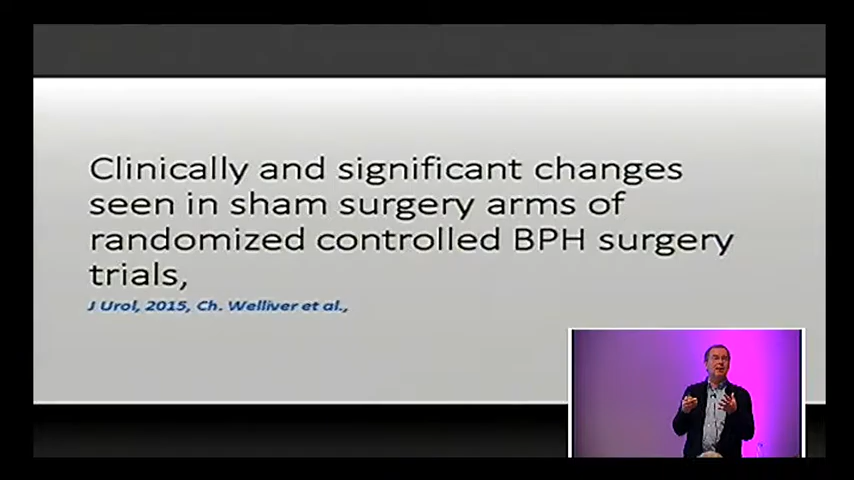 Clinically and significant changes
seen in sham surgery arms of
randomized controlled BPH surgery
trials,
J Urol, 2015, Ch. Welliver et al.,